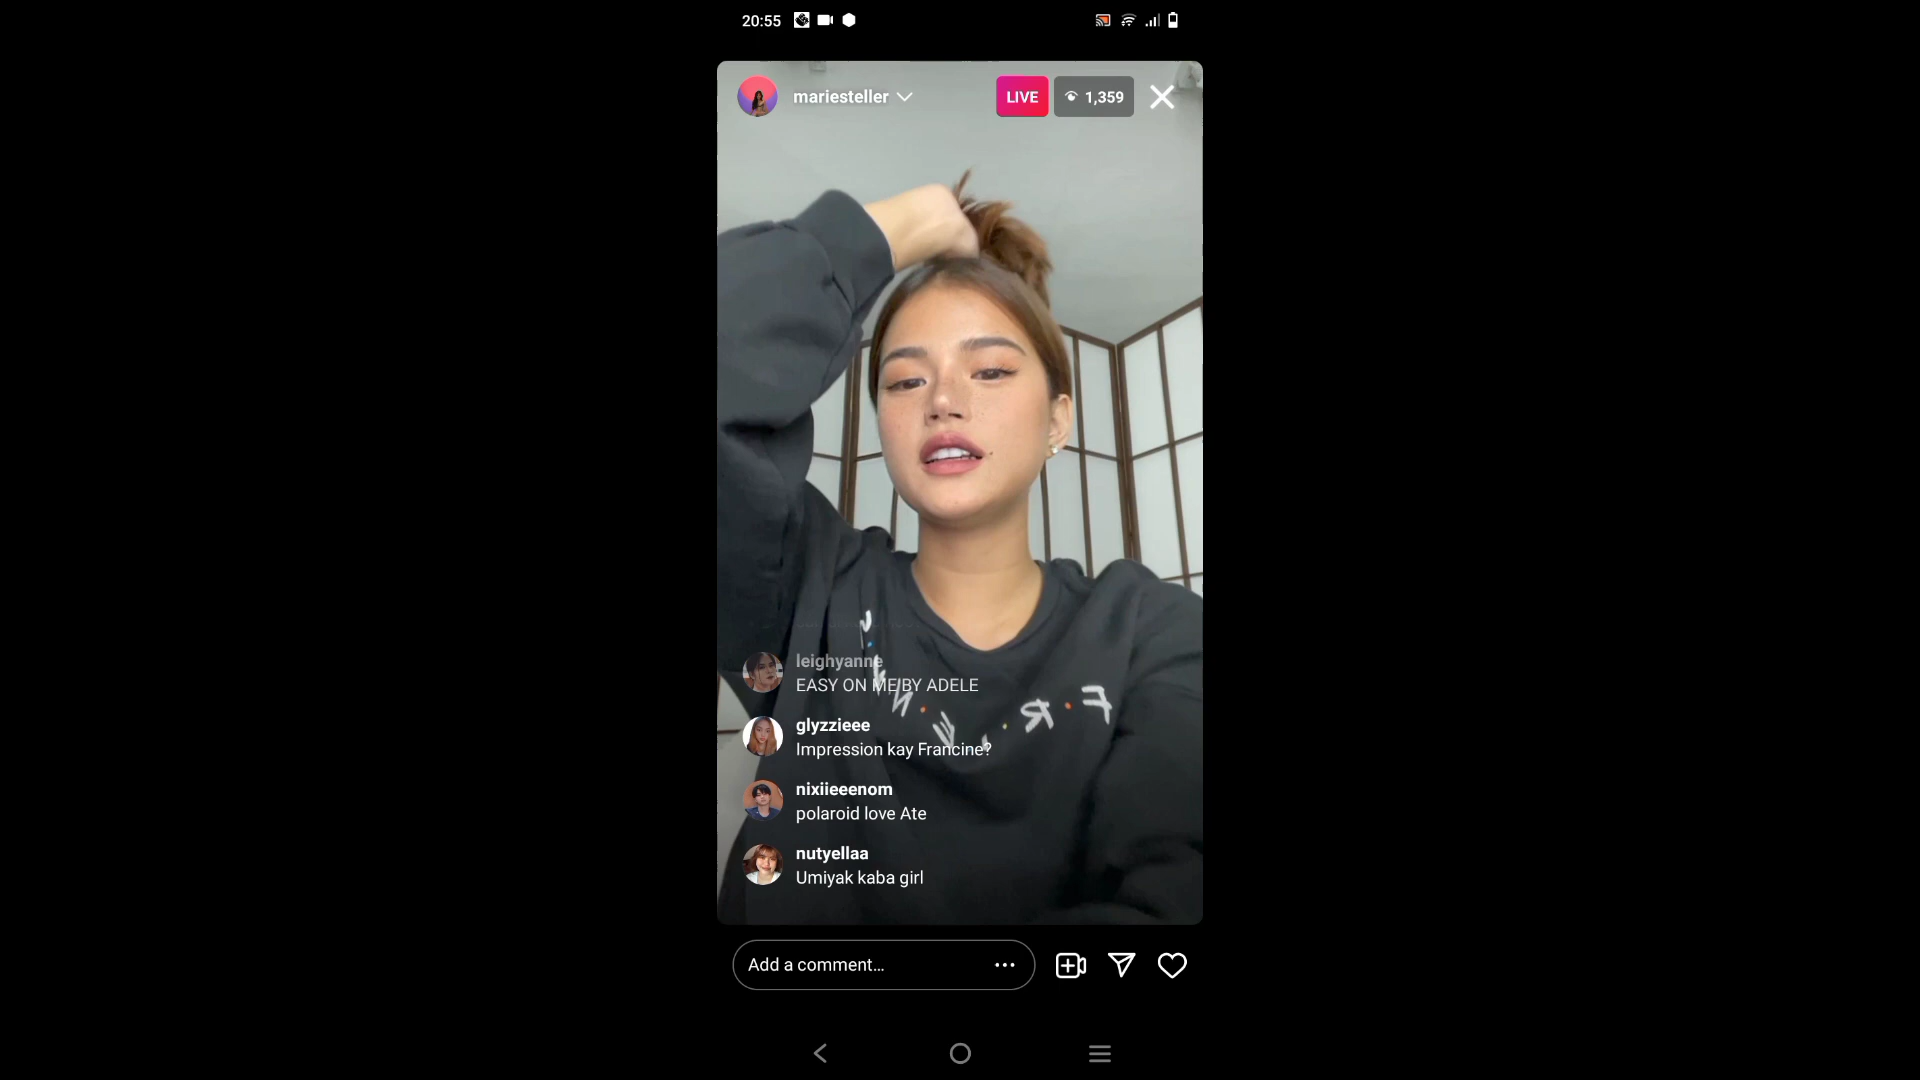 20:55
mariesteller
LIVE
1,359
leighyanne
EASY ON ME BY ADELE
glyzzieee
Impression kay Francine?
nixiieeenom
polaroid love Ate
nutyellaa
Umiyak kaba girl
Add a comment...